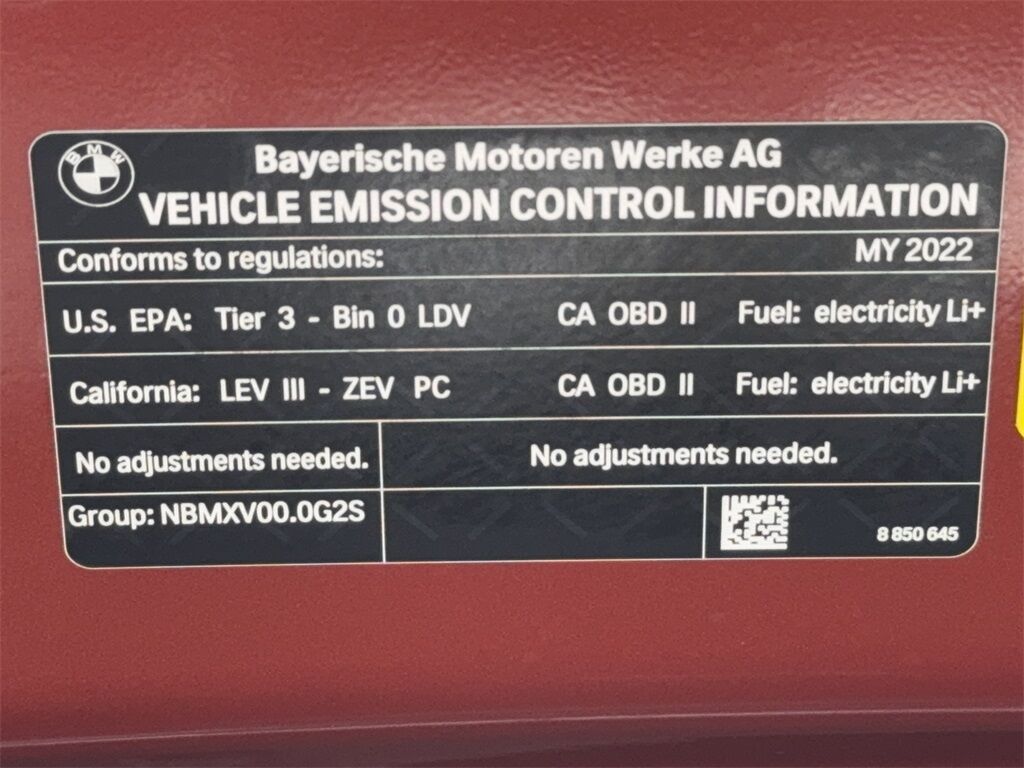 BMW
Bayerische Motoren Werke AG
VEHICLE EMISSION CONTROL INFORMATION
Conforms to regulations: MY 2022
U.S. EPA: Tier 3 - Bin 0 LDV CA OBD II Fuel: electricity Li+
California: LEV III - ZEV PC CA OBD II Fuel: electricity Li+
No adjustments needed. No adjustments needed.
Group: NBMXV00.0G2S
8 850 645